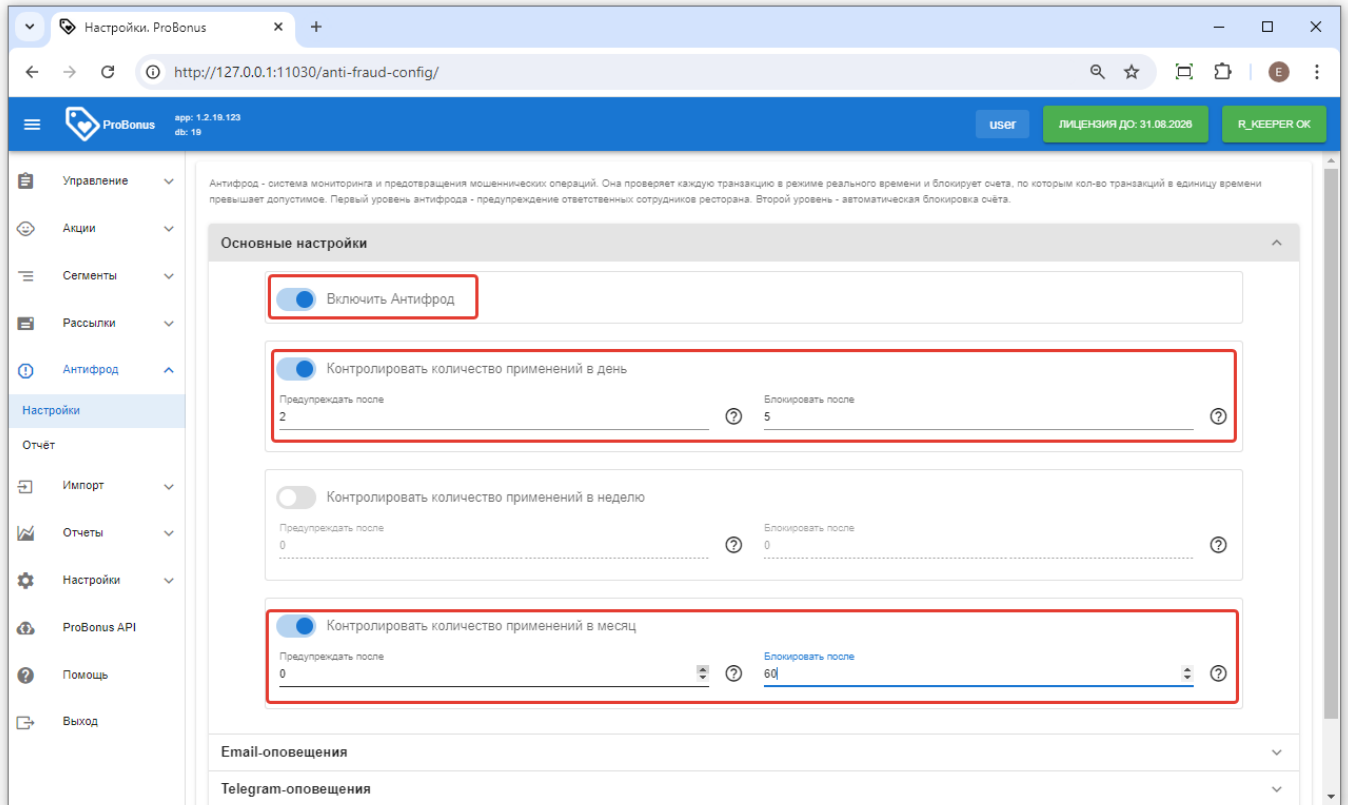 Настройки. ProBonus
http://127.0.0.1:11030/anti-fraud-config/
E
ProBonus
app: 1.2.19.123
db: 19
user
ЛИЦЕНЗИЯ ДО: 31.08.2026
R_KEEPER OK
Управление
Акции
Сегменты
Рассылки
Антифрод
Настройки
Отчёт
Импорт
Отчеты
Настройки
ProBonus API
Помощь
Выход
Антифрод - система мониторинга и предотвращения мошеннических операций. Она проверяет каждую транзакцию в режиме реального времени и блокирует счета, по которым кол-во транзакций в единицу времени
превышает допустимое. Первый уровень антифрода - предупреждение ответственных сотрудников ресторана. Второй уровень - автоматическая блокировка счёта.
Основные настройки
Включить Антифрод
Контролировать количество применений в день
Предупреждать после
2
Блокировать после
5
Контролировать количество применений в неделю
Предупреждать после
0
Блокировать после
0
Контролировать количество применений в месяц
Предупреждать после
0
Блокировать после
60
Email-оповещения
Telegram-оповещения